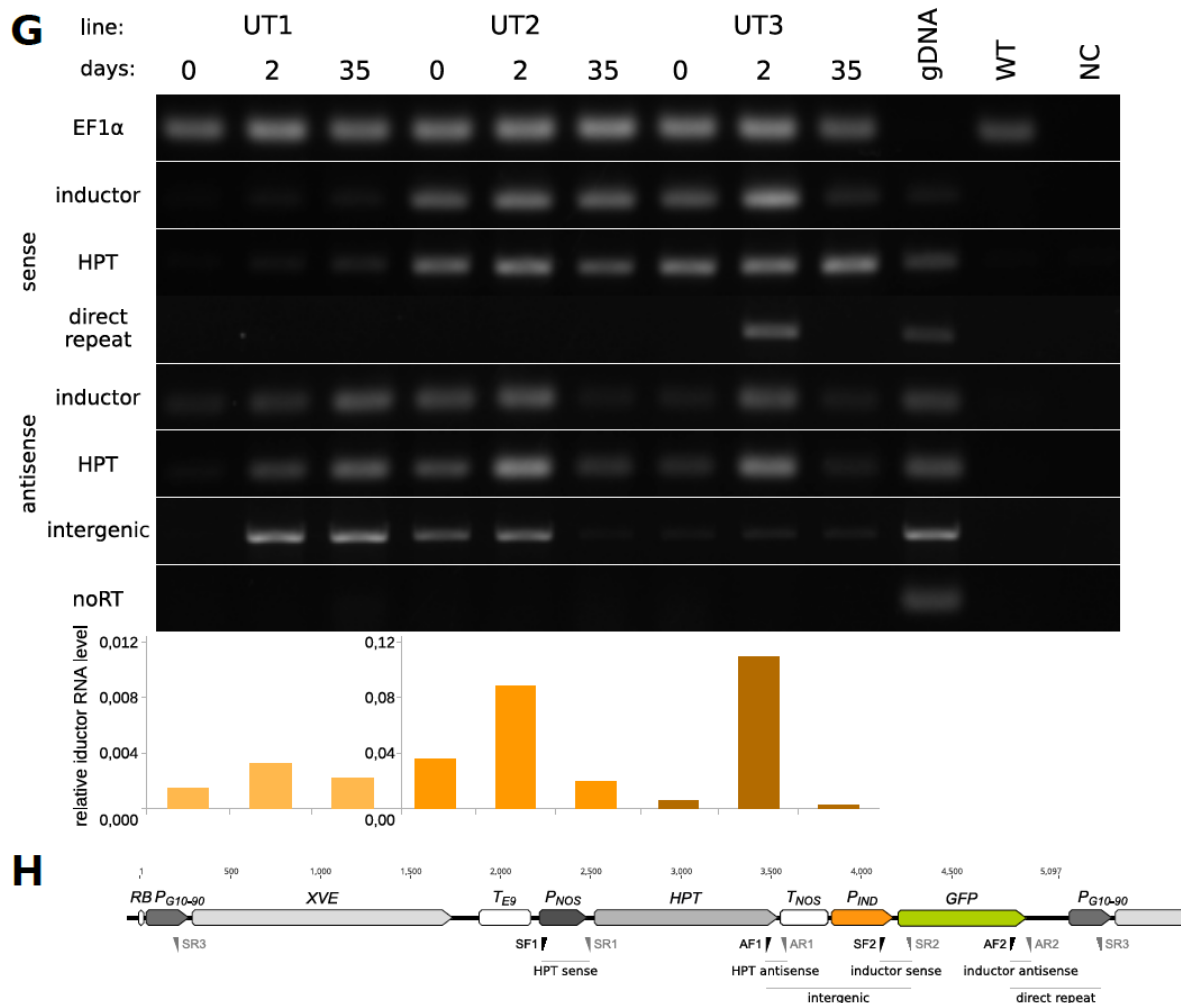 G
line: UT1 UT2 UT3 gDNA WT NC
days: 0 2 35 0 2 35 0 2 35
EF1α
sense
inductor
HPT
direct repeat
antisense
inductor
HPT
intergenic
noRT
relative iductor RNA level
0,012 0,12
0,008 0,08
0,004 0,04
0,000 0,00
H
1 500 1,000 1,500 2,000 2,500 3,000 3,500 4,000 4,500 5,097
RB PG10-90 XVE TE9 PNOS HPT TNOS PIND GFP PG10-90
SR3 SF1 SR1 AF1 AR1 SF2 SR2 AF2 AR2 SR3
HPT sense HPT antisense inductor sense inductor antisense
intergenic direct repeat